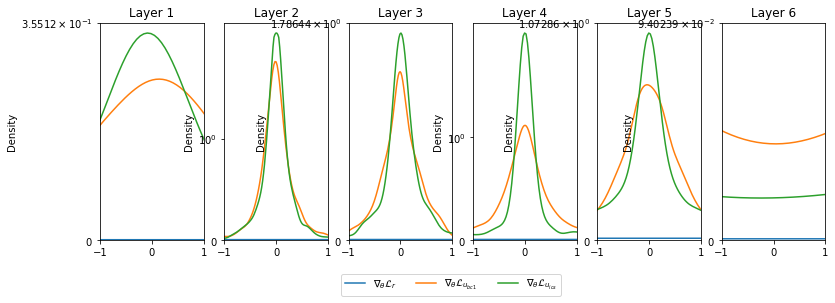 Layer 1 Layer 2 Layer 3 Layer 4 Layer 5 Layer 6
3.5512 × 10⁻¹ 1.78644 × 10⁰ 1.07286 × 10⁰ 9.40239 × 10⁻²
Density Density Density Density Density Density
10⁰ 10⁰
0 0 0 0 0 0
−1 0 1 −1 0 1 −1 0 1 −1 0 1 −1 0 1 −1 0 1
∇θℒr ∇θℒu_bc1 ∇θℒu_ics